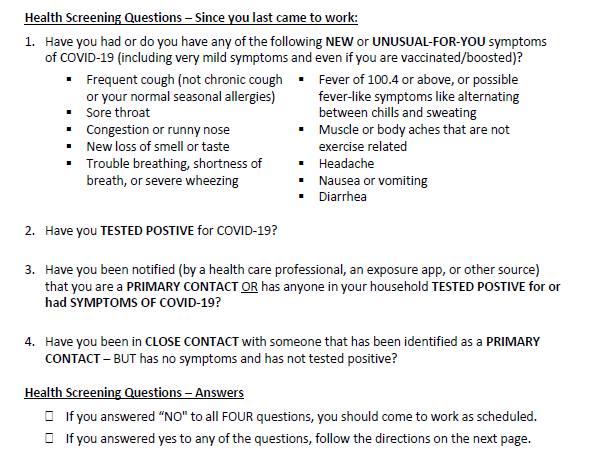 Health Screening Questions – Since you last came to work:
1. Have you had or do you have any of the following NEW or UNUSUAL-FOR-YOU symptoms
of COVID-19 (including very mild symptoms and even if you are vaccinated/boosted)?
▪ Frequent cough (not chronic cough
or your normal seasonal allergies)
▪ Sore throat
▪ Congestion or runny nose
▪ New loss of smell or taste
▪ Trouble breathing, shortness of
breath, or severe wheezing
▪ Fever of 100.4 or above, or possible
fever-like symptoms like alternating
between chills and sweating
▪ Muscle or body aches that are not
exercise related
▪ Headache
▪ Nausea or vomiting
▪ Diarrhea
2. Have you TESTED POSTIVE for COVID-19?
3. Have you been notified (by a health care professional, an exposure app, or other source)
that you are a PRIMARY CONTACT OR has anyone in your household TESTED POSTIVE for or
had SYMPTOMS OF COVID-19?
4. Have you been in CLOSE CONTACT with someone that has been identified as a PRIMARY
CONTACT – BUT has no symptoms and has not tested positive?
Health Screening Questions – Answers
☐ If you answered “NO" to all FOUR questions, you should come to work as scheduled.
☐ If you answered yes to any of the questions, follow the directions on the next page.